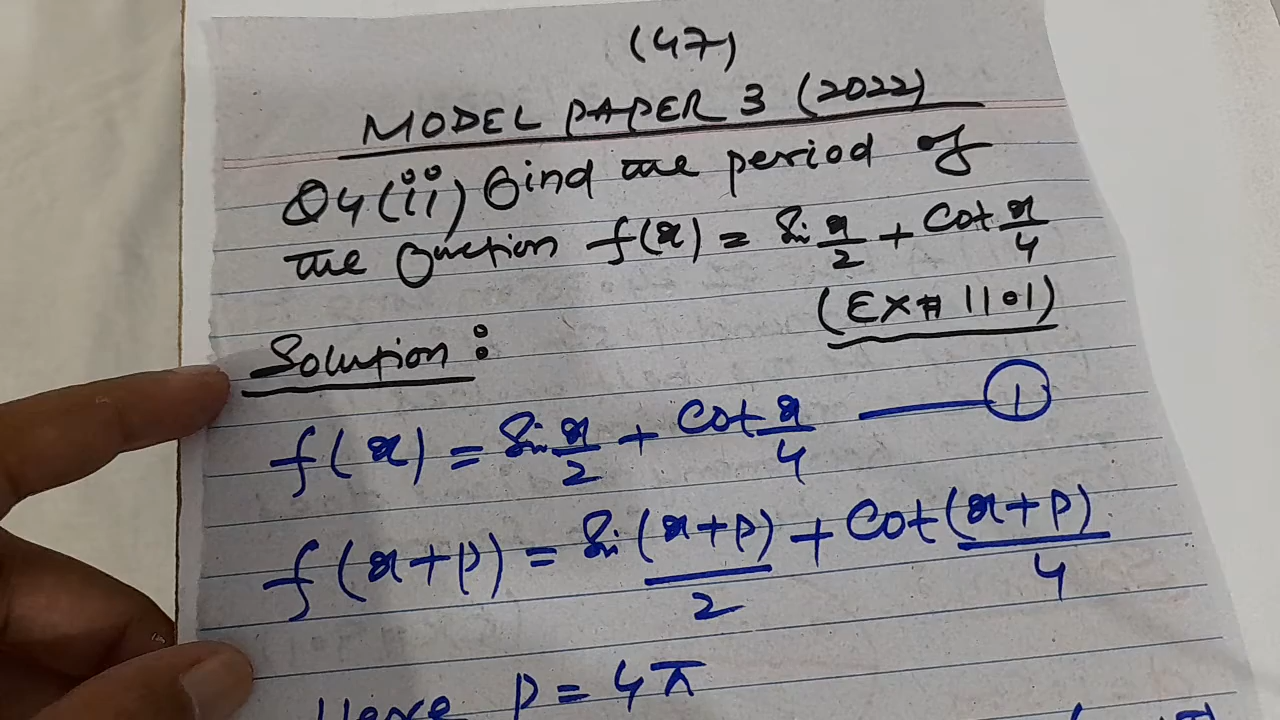 (47)
MODEL PAPER 3 (2022)
Q4(ii) Find the period of
the function f(x) = Sin x/2 + Cot x/4
(EX# 11.1)
Solution:
f(x) = Sin x/2 + Cot x/4 — 1
f(x+P) = Sin (x+P)/2 + Cot (x+P)/4
Hence P = 4π